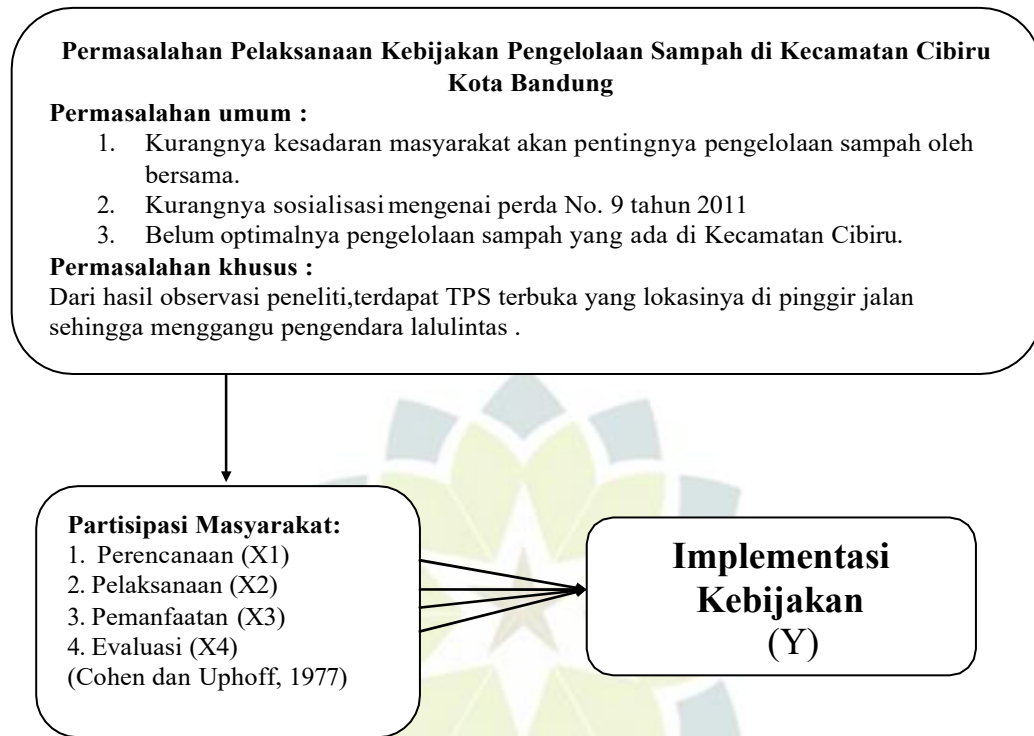 Permasalahan Pelaksanaan Kebijakan Pengelolaan Sampah di Kecamatan Cibiru
Kota Bandung
Permasalahan umum :
1. Kurangnya kesadaran masyarakat akan pentingnya pengelolaan sampah oleh
bersama.
2. Kurangnya sosialisasi mengenai perda No. 9 tahun 2011
3. Belum optimalnya pengelolaan sampah yang ada di Kecamatan Cibiru.
Permasalahan khusus :
Dari hasil observasi peneliti,terdapat TPS terbuka yang lokasinya di pinggir jalan
sehingga menggangu pengendara lalulintas .
Partisipasi Masyarakat:
1. Perencanaan (X1)
2. Pelaksanaan (X2)
3. Pemanfaatan (X3)
4. Evaluasi (X4)
(Cohen dan Uphoff, 1977)
Implementasi
Kebijakan
(Y)